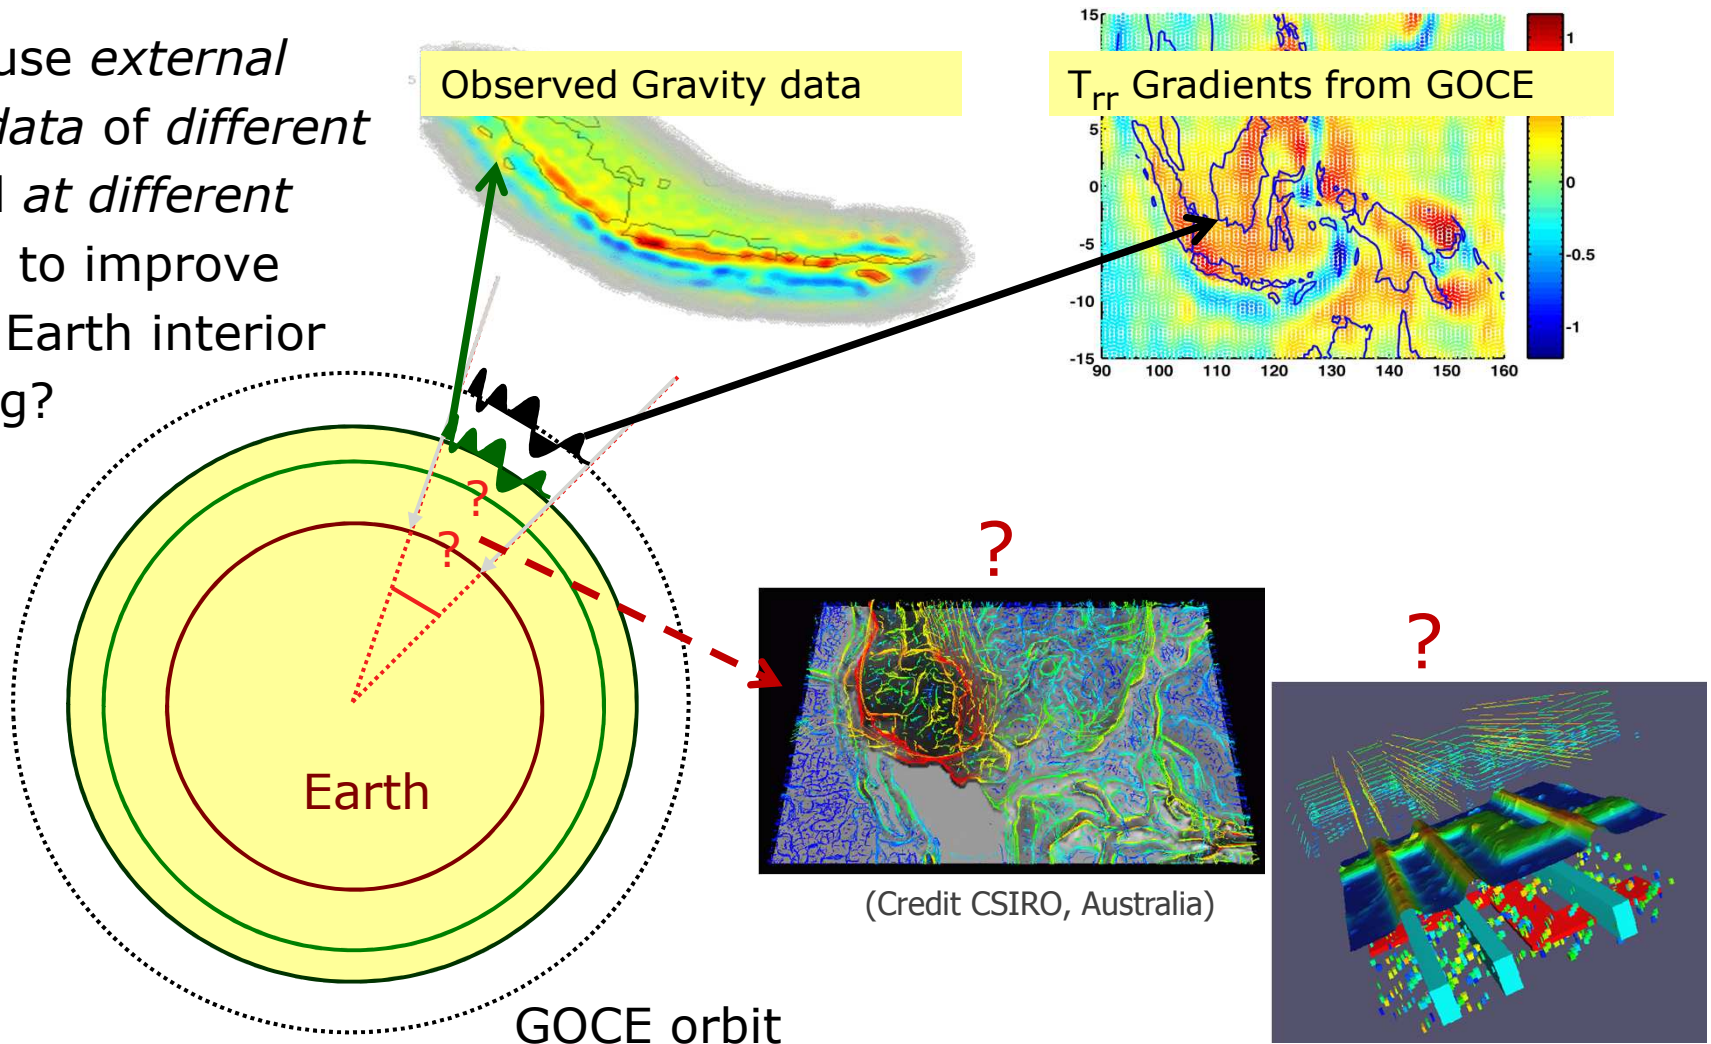 use external
data of different
at different
to improve
Earth interior
g?
Observed Gravity data
5
Trr Gradients from GOCE
15
5
0
-5
-10
-15
90 100 110 120 130 140 150 160
1
0
-0.5
-1
?
?
Earth
GOCE orbit
?
(Credit CSIRO, Australia)
?